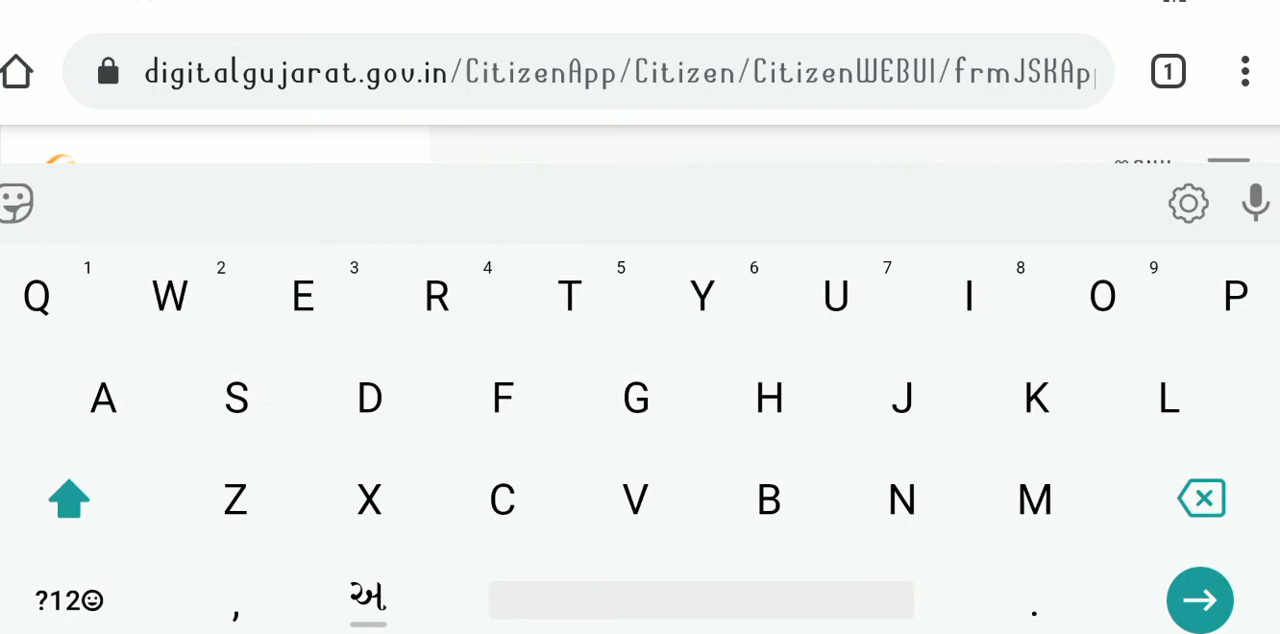 digitalgujarat.gov.in/CitizenApp/Citizen/CitizenWEBUI/frmJSKAp
1
1 2 3 4 5 6 7 8 9
Q W E R T Y U I O P
A S D F G H J K L
Z X C V B N M
?12☺ , અ .